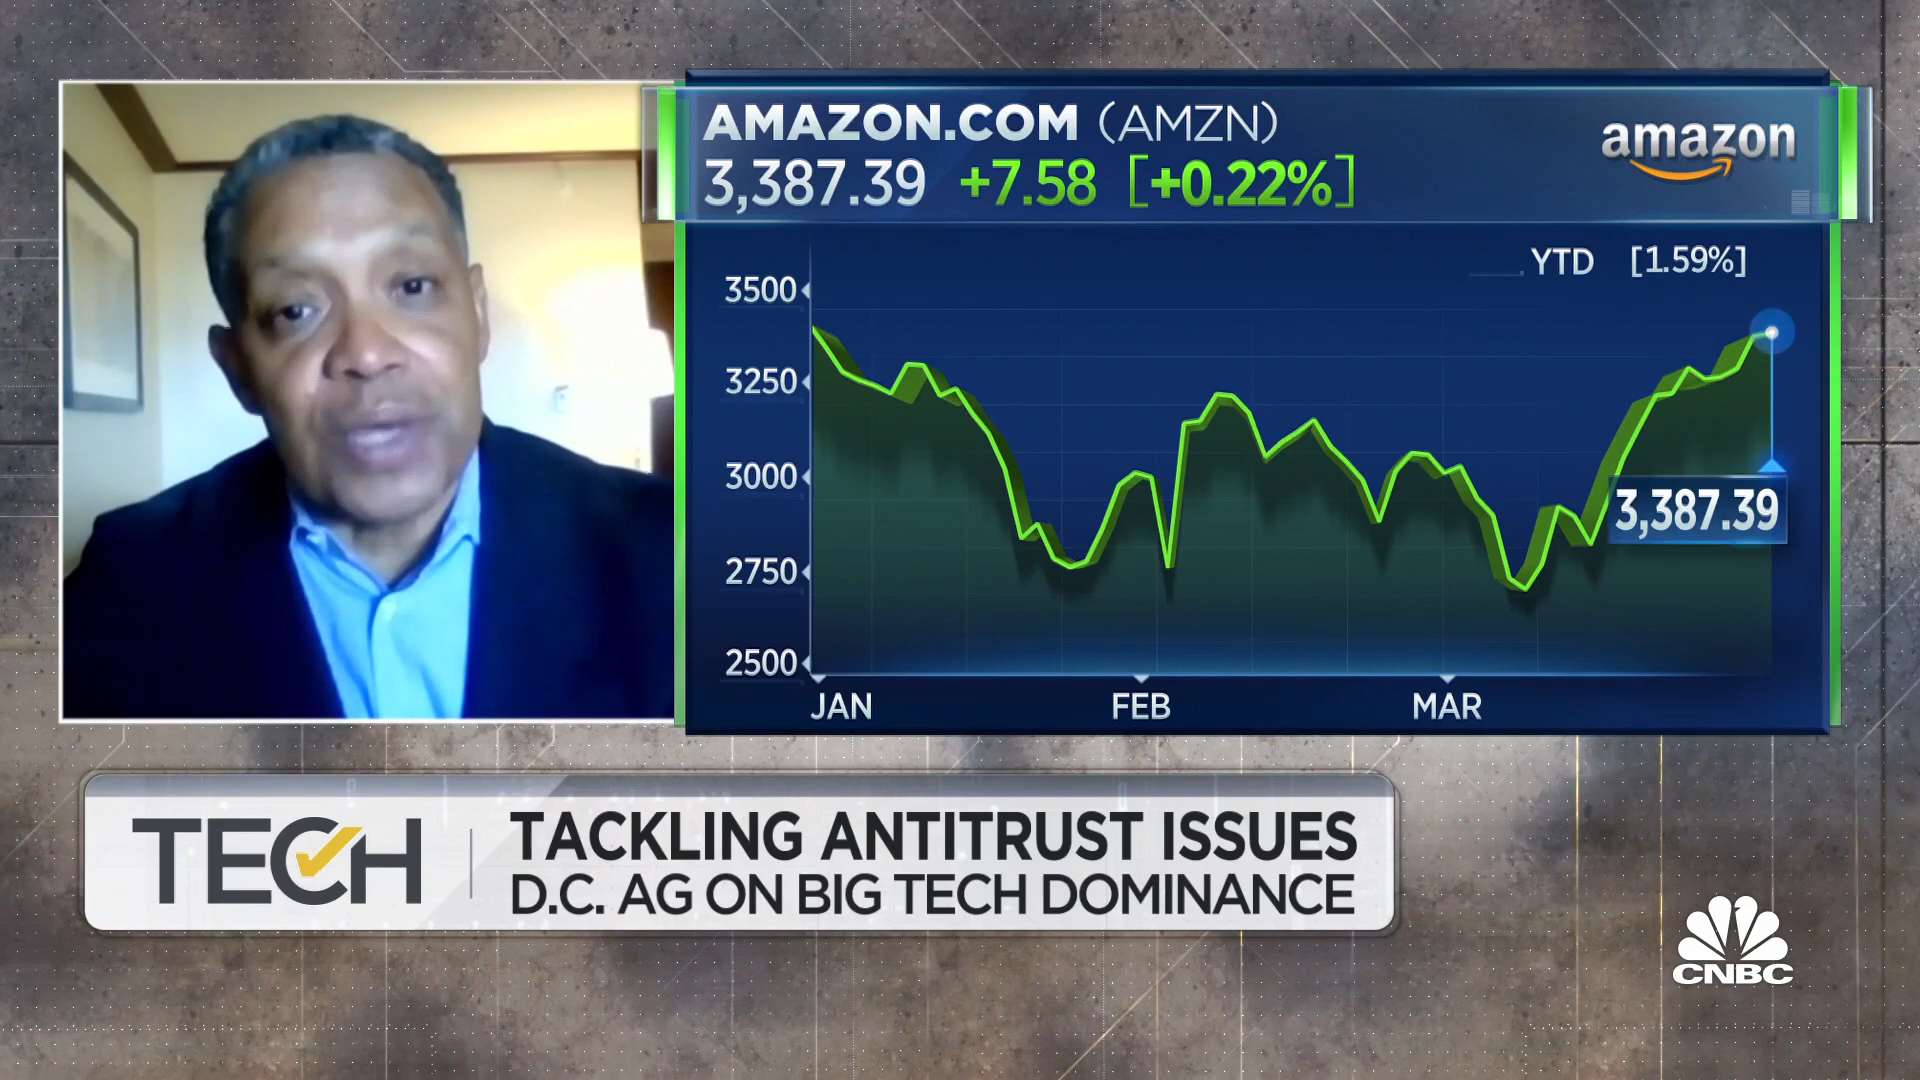 AMAZON.COM (AMZN)
3,387.39 +7.58 [+0.22%]
amazon
YTD [1.59%]
3500
3250
3000
2750
2500
3,387.39
JAN FEB MAR
TECH
TACKLING ANTITRUST ISSUES
D.C. AG ON BIG TECH DOMINANCE
CNBC